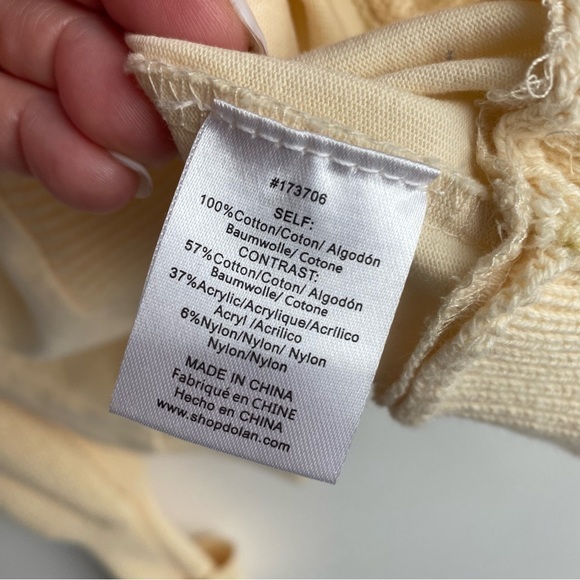 #173706
SELF:
100%Cotton/Coton/ Algodón
Baumwolle/ Cotone
CONTRAST:
57%Cotton/Coton/ Algodón
Baumwolle/ Cotone
37%Acrylic/Acrylique/Acrílico
Acryl /Acrilico
6%Nylon/Nylon/ Nylon
Nylon/Nylon
MADE IN CHINA
Fabriqué en CHINE
Hecho en CHINA
www.shopdolan.com